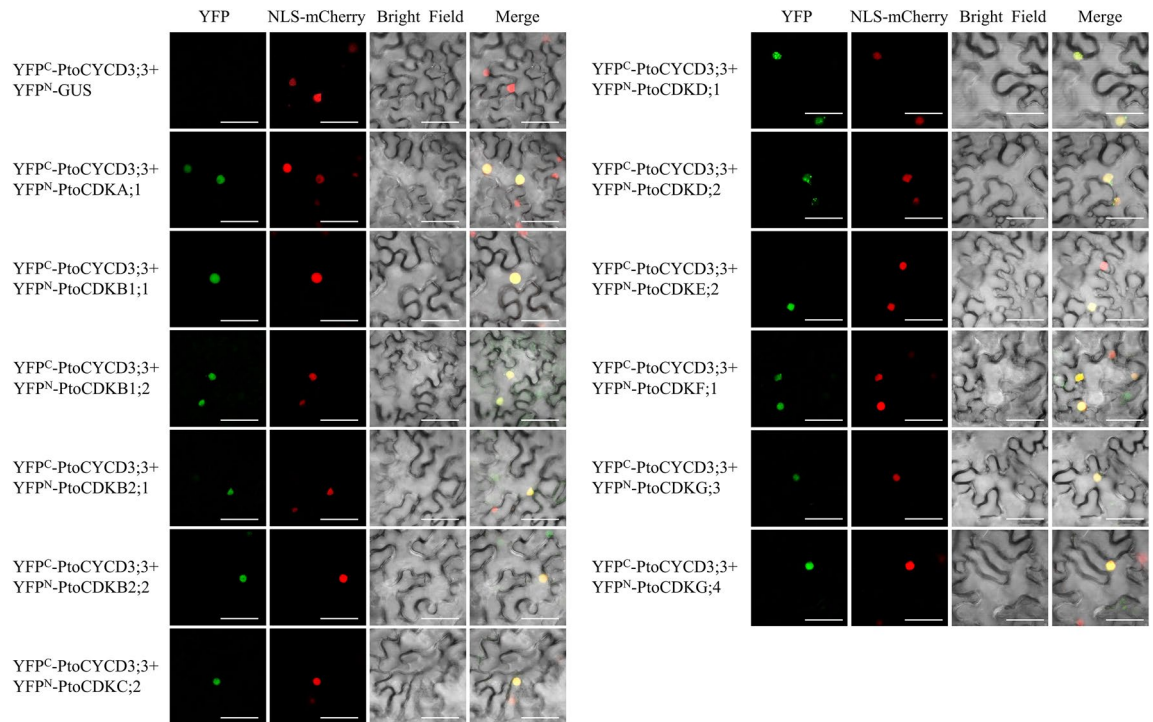 YFP NLS-mCherry Bright Field Merge
YFPᶜ-PtoCYCD3;3+
YFPᴺ-GUS
YFPᶜ-PtoCYCD3;3+
YFPᴺ-PtoCDKA;1
YFPᶜ-PtoCYCD3;3+
YFPᴺ-PtoCDKB1;1
YFPᶜ-PtoCYCD3;3+
YFPᴺ-PtoCDKB1;2
YFPᶜ-PtoCYCD3;3+
YFPᴺ-PtoCDKB2;1
YFPᶜ-PtoCYCD3;3+
YFPᴺ-PtoCDKB2;2
YFPᶜ-PtoCYCD3;3+
YFPᴺ-PtoCDKC;2
YFP NLS-mCherry Bright Field Merge
YFPᶜ-PtoCYCD3;3+
YFPᴺ-PtoCDKD;1
YFPᶜ-PtoCYCD3;3+
YFPᴺ-PtoCDKD;2
YFPᶜ-PtoCYCD3;3+
YFPᴺ-PtoCDKE;2
YFPᶜ-PtoCYCD3;3+
YFPᴺ-PtoCDKF;1
YFPᶜ-PtoCYCD3;3+
YFPᴺ-PtoCDKG;3
YFPᶜ-PtoCYCD3;3+
YFPᴺ-PtoCDKG;4